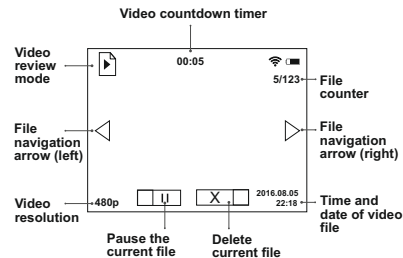 Video countdown timer
Video
review
mode
00:05
5/123
File
counter
File
navigation
arrow (left)
File
navigation
arrow (right)
Video
resolution
480p
X
2016.08.05
22:18
Time and
date of video
file
Pause the
current file
Delete
current file